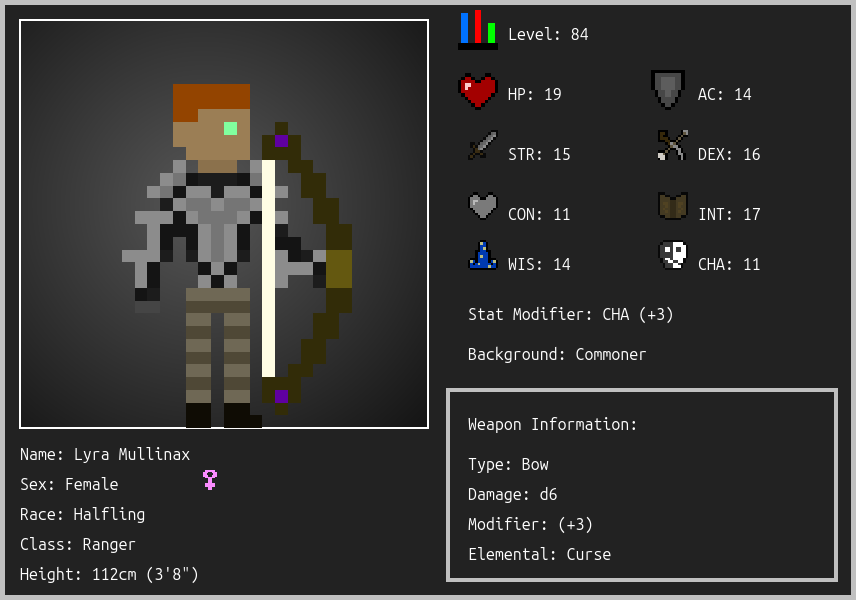 Level: 84
HP: 19
AC: 14
STR: 15
DEX: 16
CON: 11
INT: 17
WIS: 14
CHA: 11
Stat Modifier: CHA (+3)
Background: Commoner
Weapon Information:
Type: Bow
Damage: d6
Modifier: (+3)
Elemental: Curse
Name: Lyra Mullinax
Sex: Female
Race: Halfling
Class: Ranger
Height: 112cm (3'8")